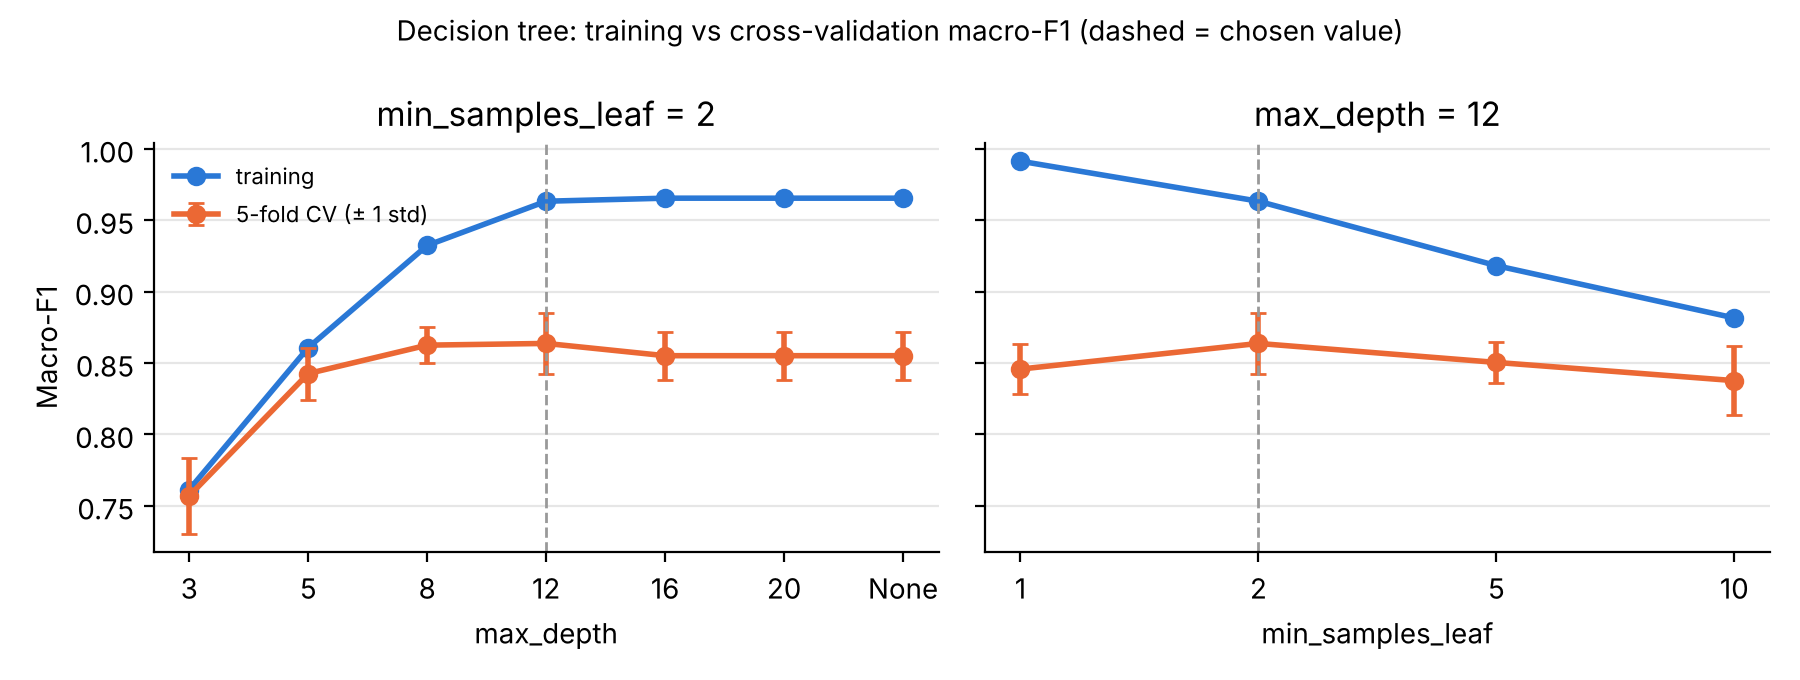 Decision tree: training vs cross-validation macro-F1 (dashed = chosen value)
min_samples_leaf = 2
Macro-F1
1.00
0.95
0.90
0.85
0.80
0.75
training
5-fold CV (± 1 std)
3 5 8 12 16 20 None
max_depth
max_depth = 12
1 2 5 10
min_samples_leaf